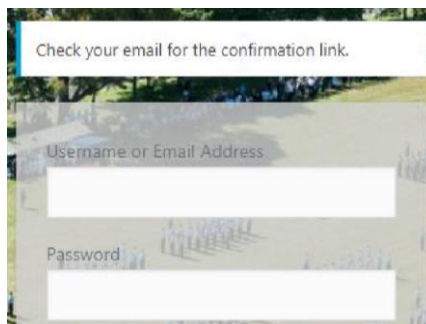 Check your email for the confirmation link.
Username or Email Address
Password